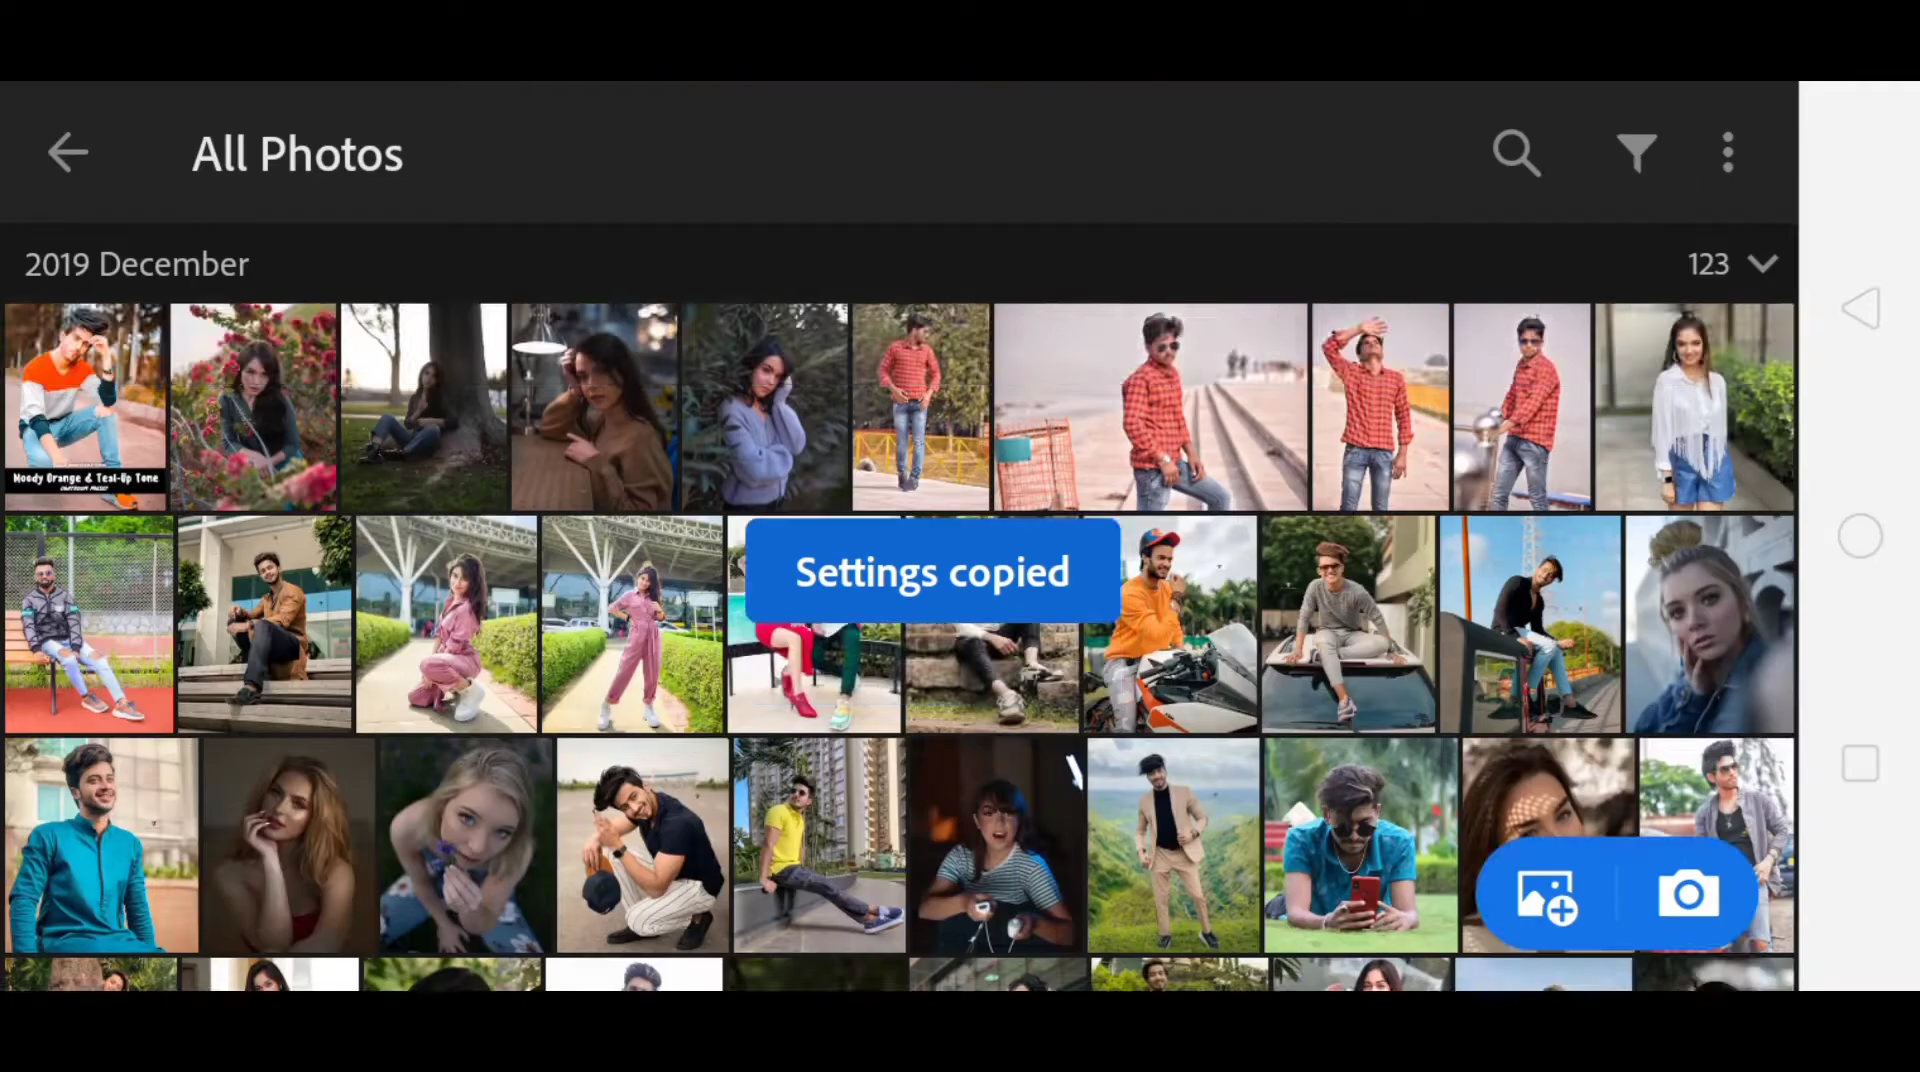 All Photos
2019 December
123
Moody Orange & Teal-Up Tone
Settings copied